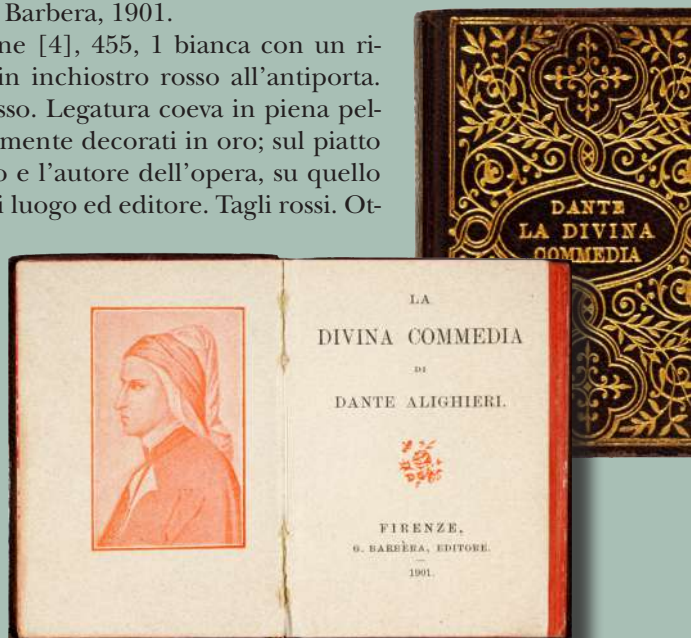 Barbera, 1901.
ne [4], 455, 1 bianca con un ri-
in inchiostro rosso all'antiporta.
sso. Legatura coeva in piena pel-
mente decorati in oro; sul piatto
o e l'autore dell'opera, su quello
i luogo ed editore. Tagli rossi. Ot-
DANTE
LA DIVINA
COMMEDIA
LA
DIVINA COMMEDIA
DI
DANTE ALIGHIERI.
FIRENZE,
G. BARBÈRA, EDITORE.
1901.